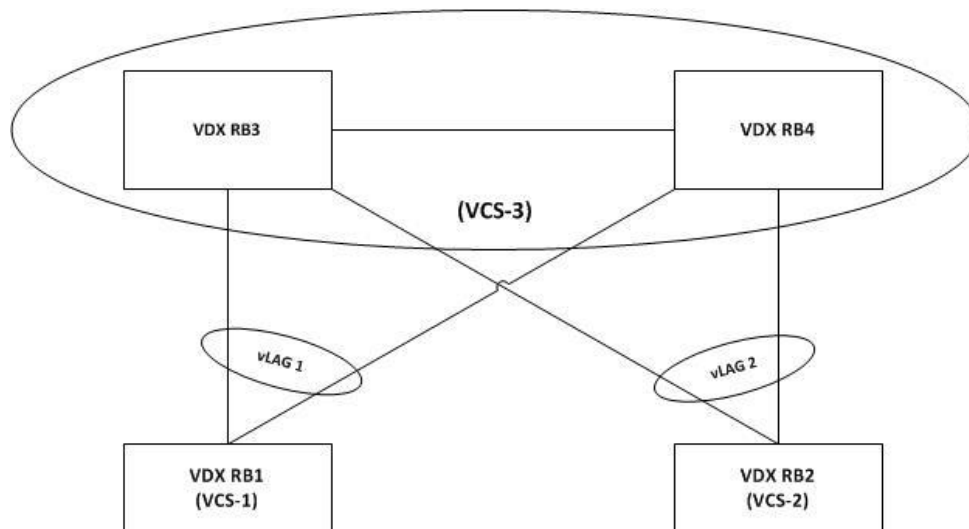 VDX RB3
VDX RB4
(VCS-3)
vLAG 1
vLAG 2
VDX RB1
(VCS-1)
VDX RB2
(VCS-2)